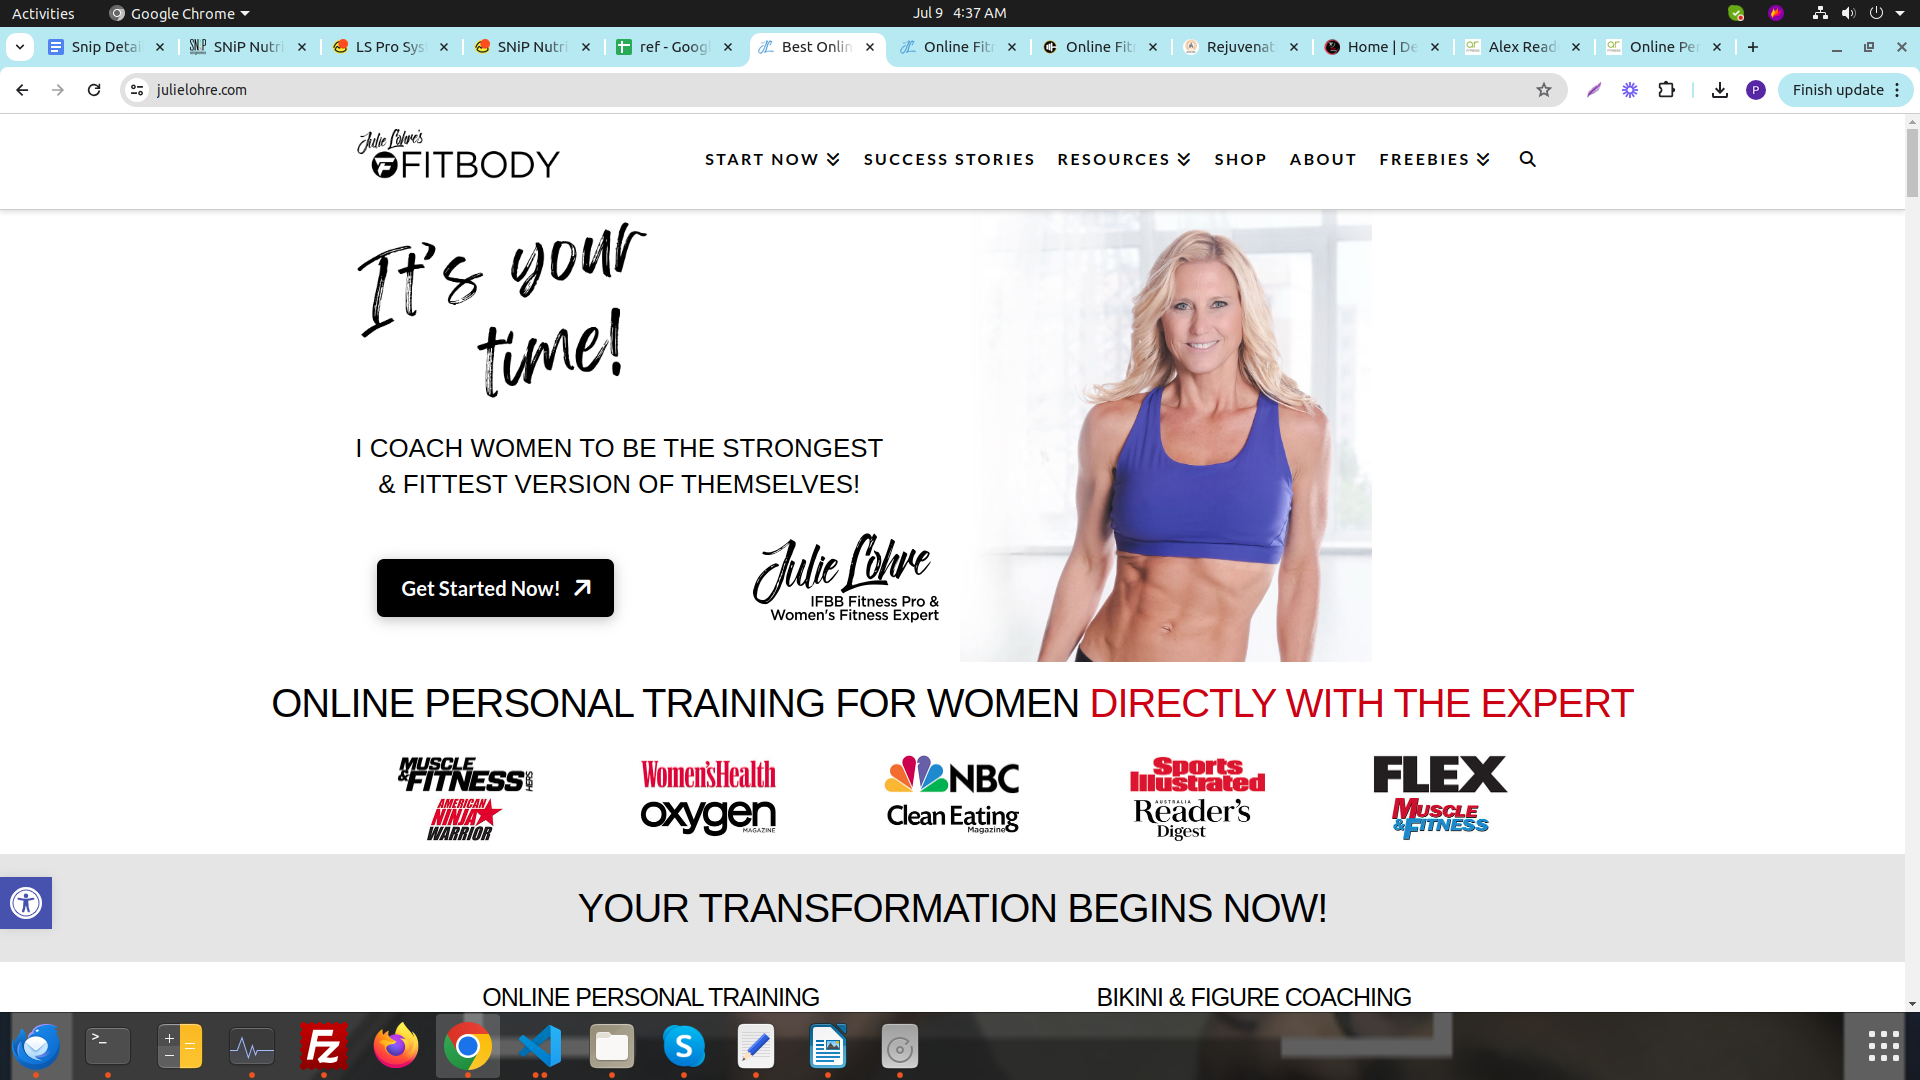 Activities
Google Chrome
Jul 9 4:37 AM
Snip Detai
SNiP Nutri
LS Pro Sys
SNiP Nutri
ref - Goog
Best Onlin
Online Fit
Online Fit
Rejuvenat
Home | De
Alex Read
Online Per
julielohre.com
P
Finish update
Julie Lohre's
FITBODY
START NOW
SUCCESS STORIES
RESOURCES
SHOP
ABOUT
FREEBIES
It's your
time!
I COACH WOMEN TO BE THE STRONGEST
& FITTEST VERSION OF THEMSELVES!
Get Started Now!
Julie Lohre
IFBB Fitness Pro &
Women's Fitness Expert
ONLINE PERSONAL TRAINING FOR WOMEN DIRECTLY WITH THE EXPERT
MUSCLE
&FITNESS HERS
Women'sHealth
NBC
Sports
Illustrated
FLEX
AMERICAN
NINJA
WARRIOR
oxygen
MAGAZINE
Clean Eating
Magazine
AUSTRALIA
Reader's
Digest
MUSCLE
&FITNESS
YOUR TRANSFORMATION BEGINS NOW!
ONLINE PERSONAL TRAINING
BIKINI & FIGURE COACHING